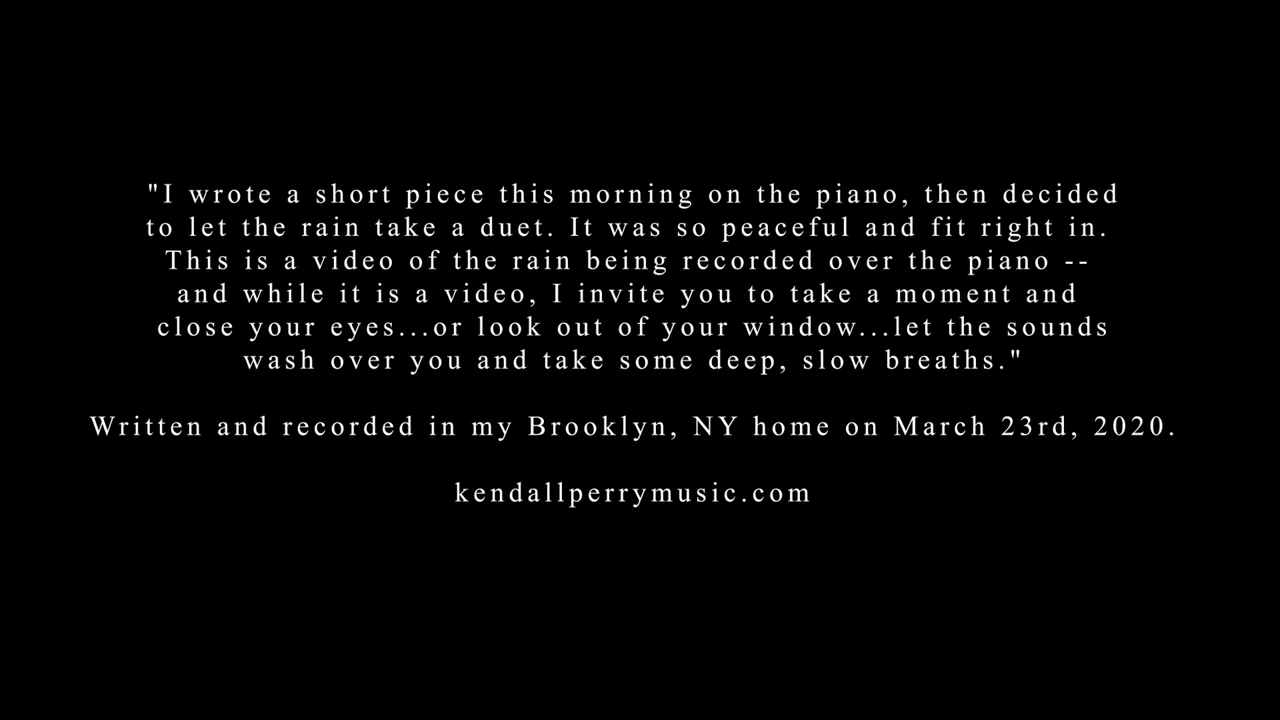 "I wrote a short piece this morning on the piano, then decided
to let the rain take a duet. It was so peaceful and fit right in.
This is a video of the rain being recorded over the piano --
and while it is a video, I invite you to take a moment and
close your eyes...or look out of your window...let the sounds
wash over you and take some deep, slow breaths."
Written and recorded in my Brooklyn, NY home on March 23rd, 2020.
kendallperrymusic.com